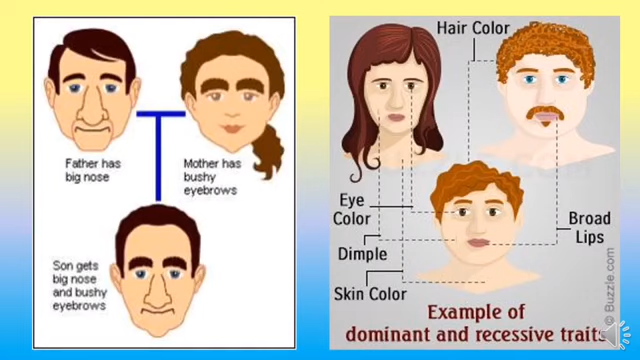 Father has
big nose
Mother has
bushy
eyebrows
Son gets
big nose
and bushy
eyebrows
Hair Color
Eye
Color
Dimple
Skin Color
Broad
Lips
Example of
dominant and recessive traits
© Buzzle.com